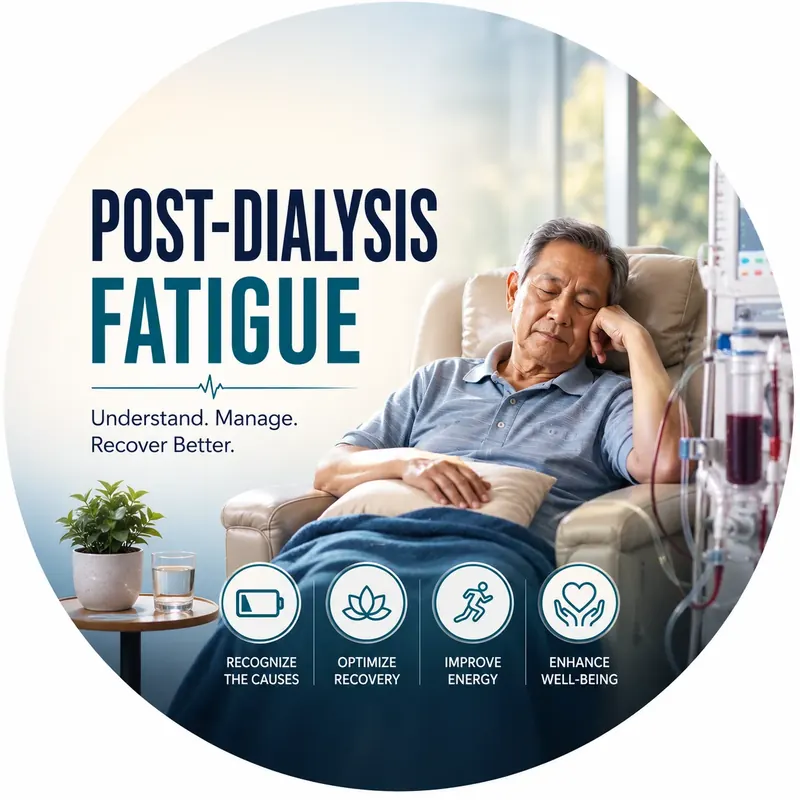 POST-DIALYSIS
FATIGUE
Understand. Manage.
Recover Better.
RECOGNIZE
THE CAUSES
OPTIMIZE
RECOVERY
IMPROVE
ENERGY
ENHANCE
WELL-BEING